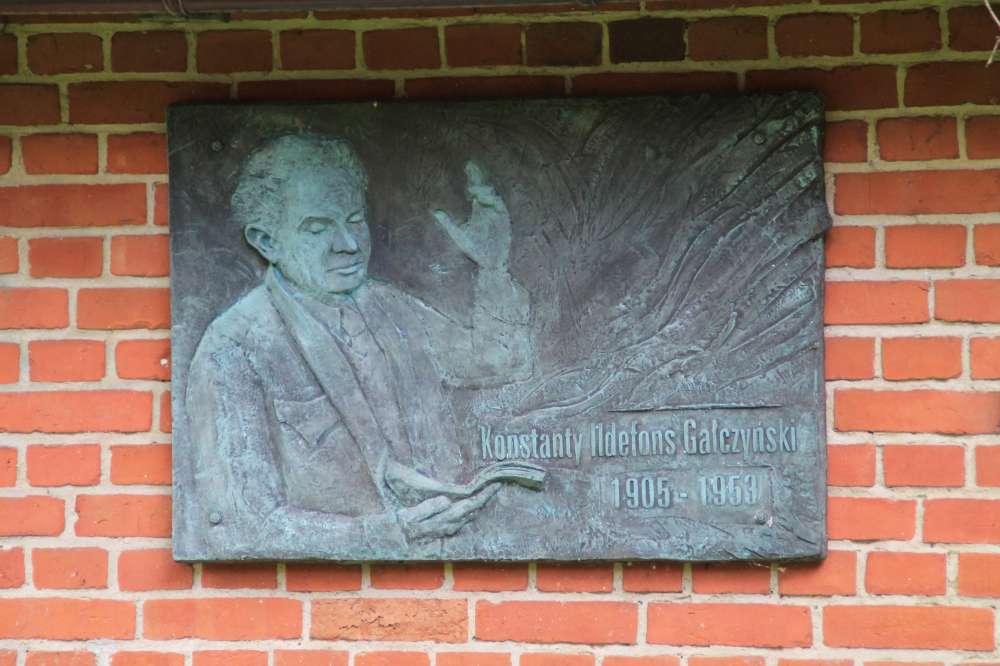 Konstanty Ildefons Gałczyński
1905 - 1953